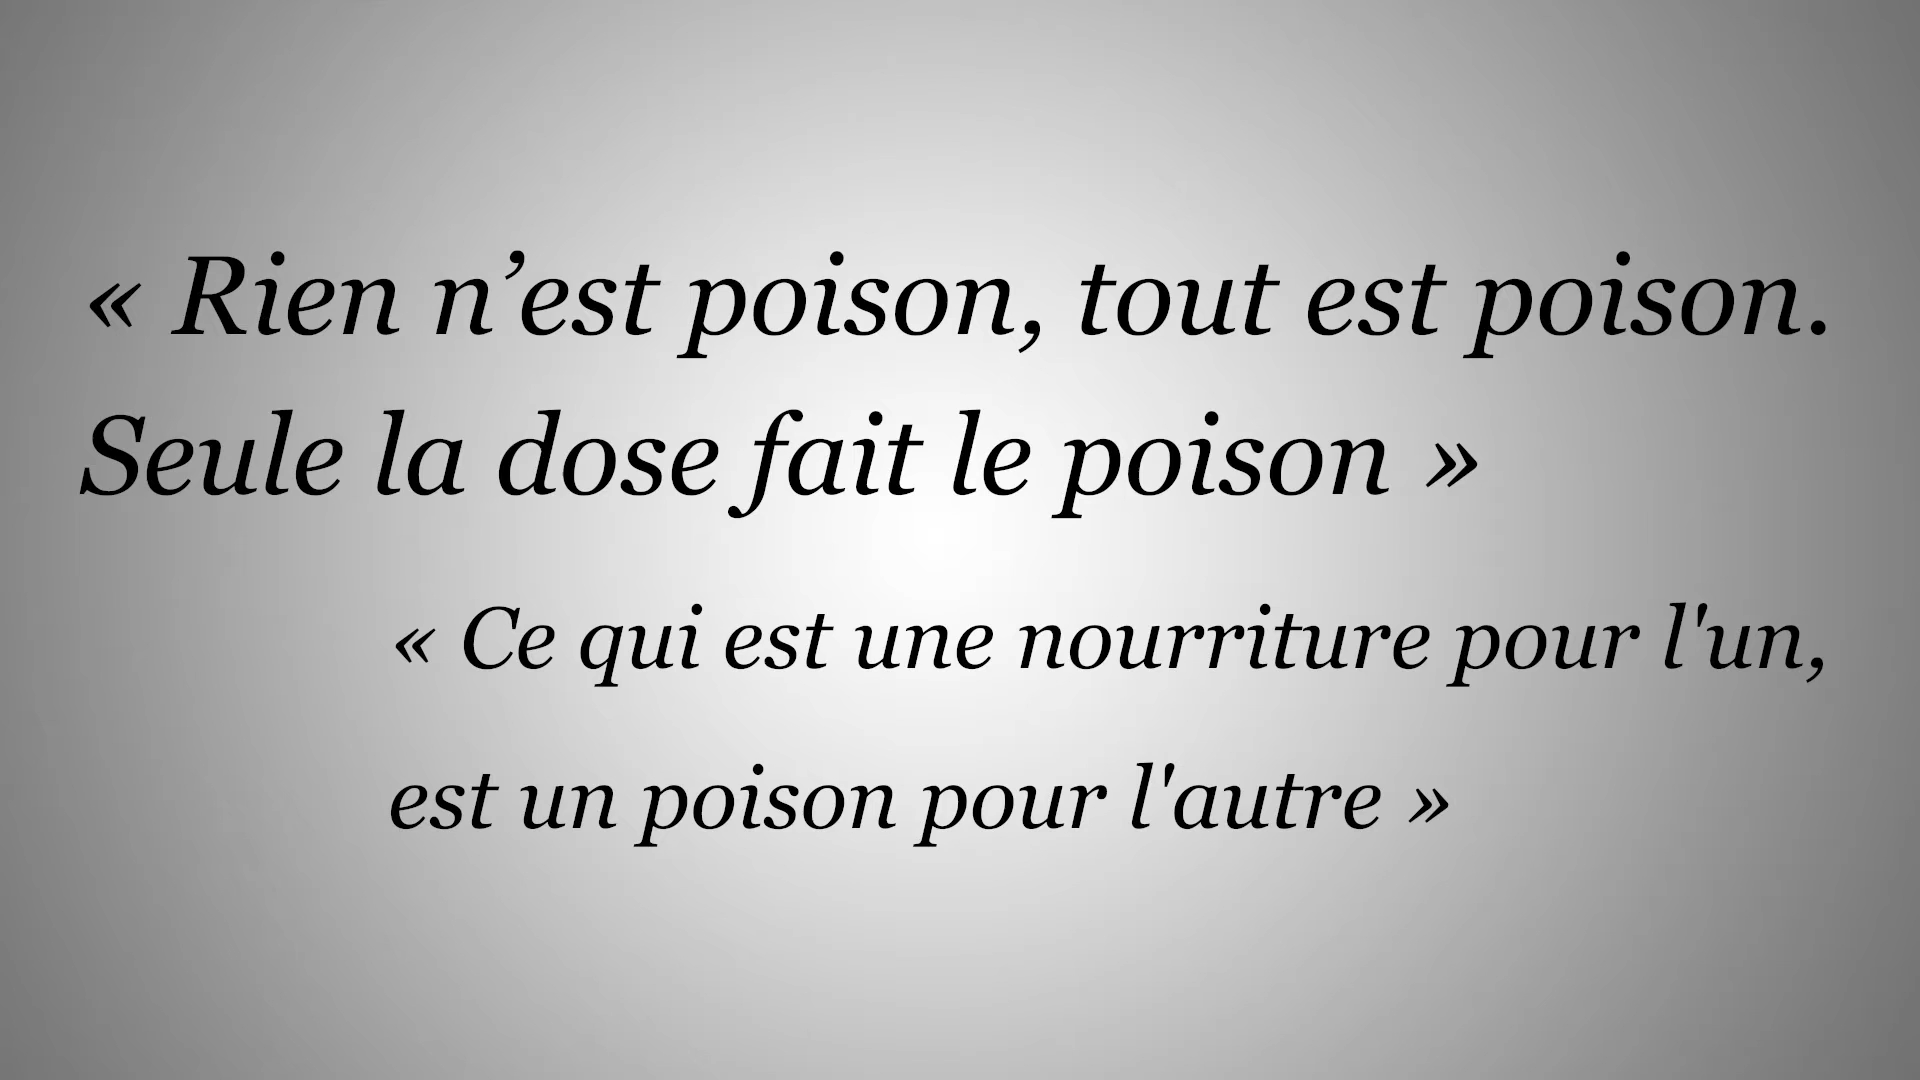 « Rien n’est poison, tout est poison.
Seule la dose fait le poison »
« Ce qui est une nourriture pour l'un,
est un poison pour l'autre »